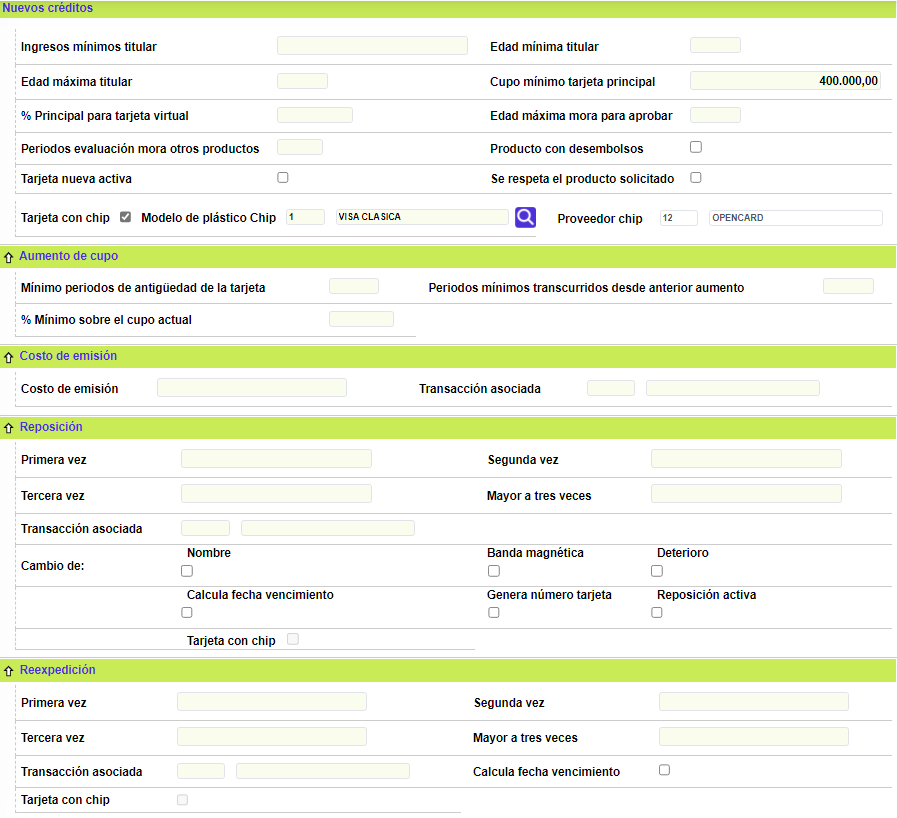 Nuevos créditos
Ingresos mínimos titular Edad mínima titular
Edad máxima titular Cupo mínimo tarjeta principal 400.000,00
% Principal para tarjeta virtual Edad máxima mora para aprobar
Periodos evaluación mora otros productos Producto con desembolsos
Tarjeta nueva activa Se respeta el producto solicitado
Tarjeta con chip Modelo de plástico Chip 1 VISA CLASICA Proveedor chip 12 OPENCARD
Aumento de cupo
Mínimo periodos de antigüedad de la tarjeta Periodos mínimos transcurridos desde anterior aumento
% Mínimo sobre el cupo actual
Costo de emisión
Costo de emisión Transacción asociada
Reposición
Primera vez Segunda vez
Tercera vez Mayor a tres veces
Transacción asociada
Cambio de: Nombre Banda magnética Deterioro
Calcula fecha vencimiento Genera número tarjeta Reposición activa
Tarjeta con chip
Reexpedición
Primera vez Segunda vez
Tercera vez Mayor a tres veces
Transacción asociada Calcula fecha vencimiento
Tarjeta con chip